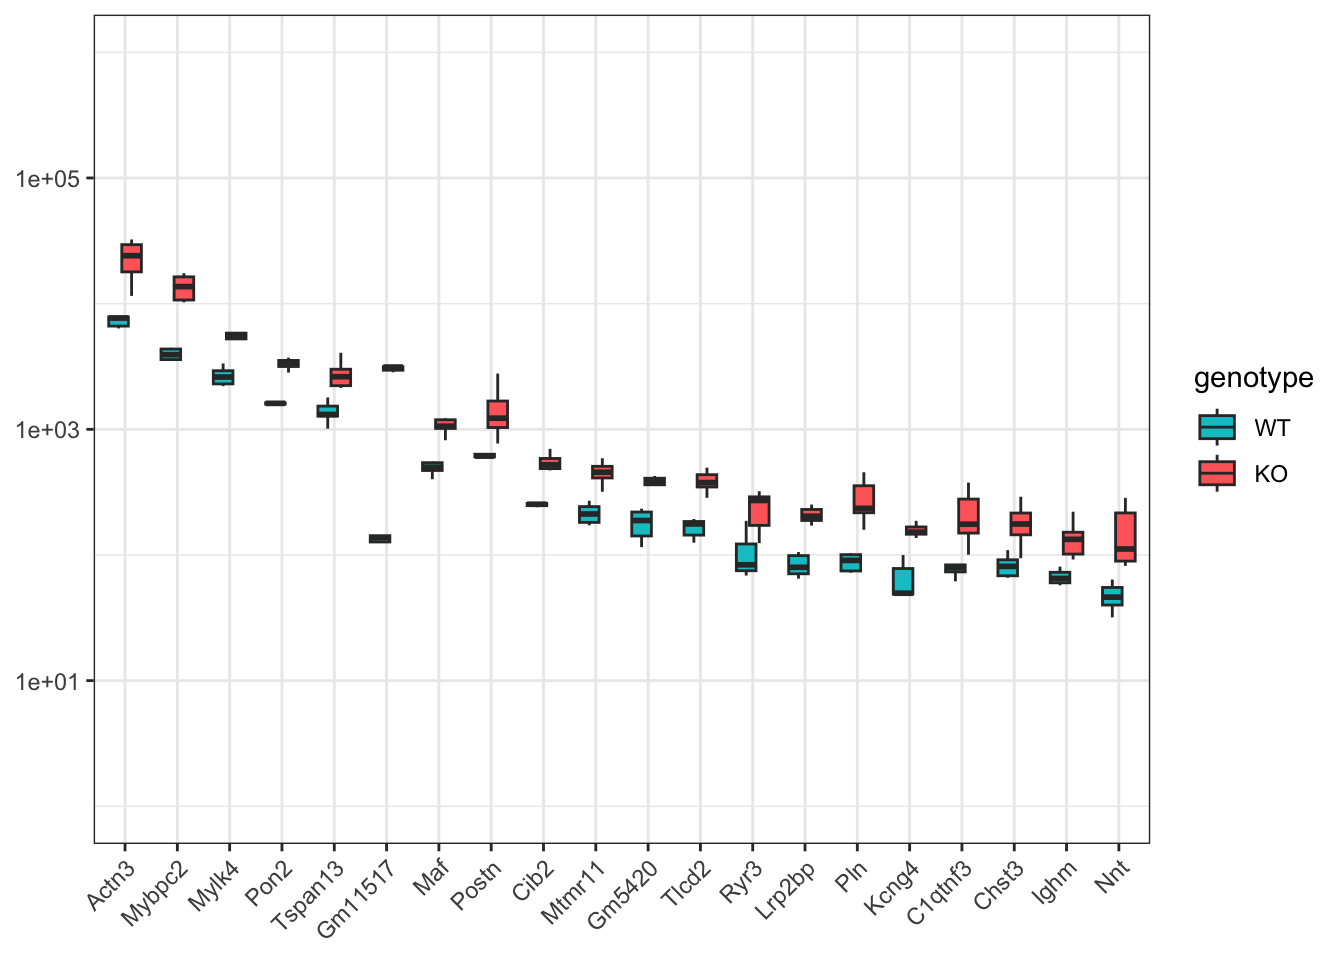 1e+05
1e+03
1e+01
Actn3
Mybpc2
Mylk4
Pon2
Tspan13
Gm11517
Maf
Postn
Cib2
Mtmr11
Gm5420
Tlcd2
Ryr3
Lrp2bp
Pln
Kcng4
C1qtnf3
Chst3
Ighm
Nnt
genotype
WT
KO